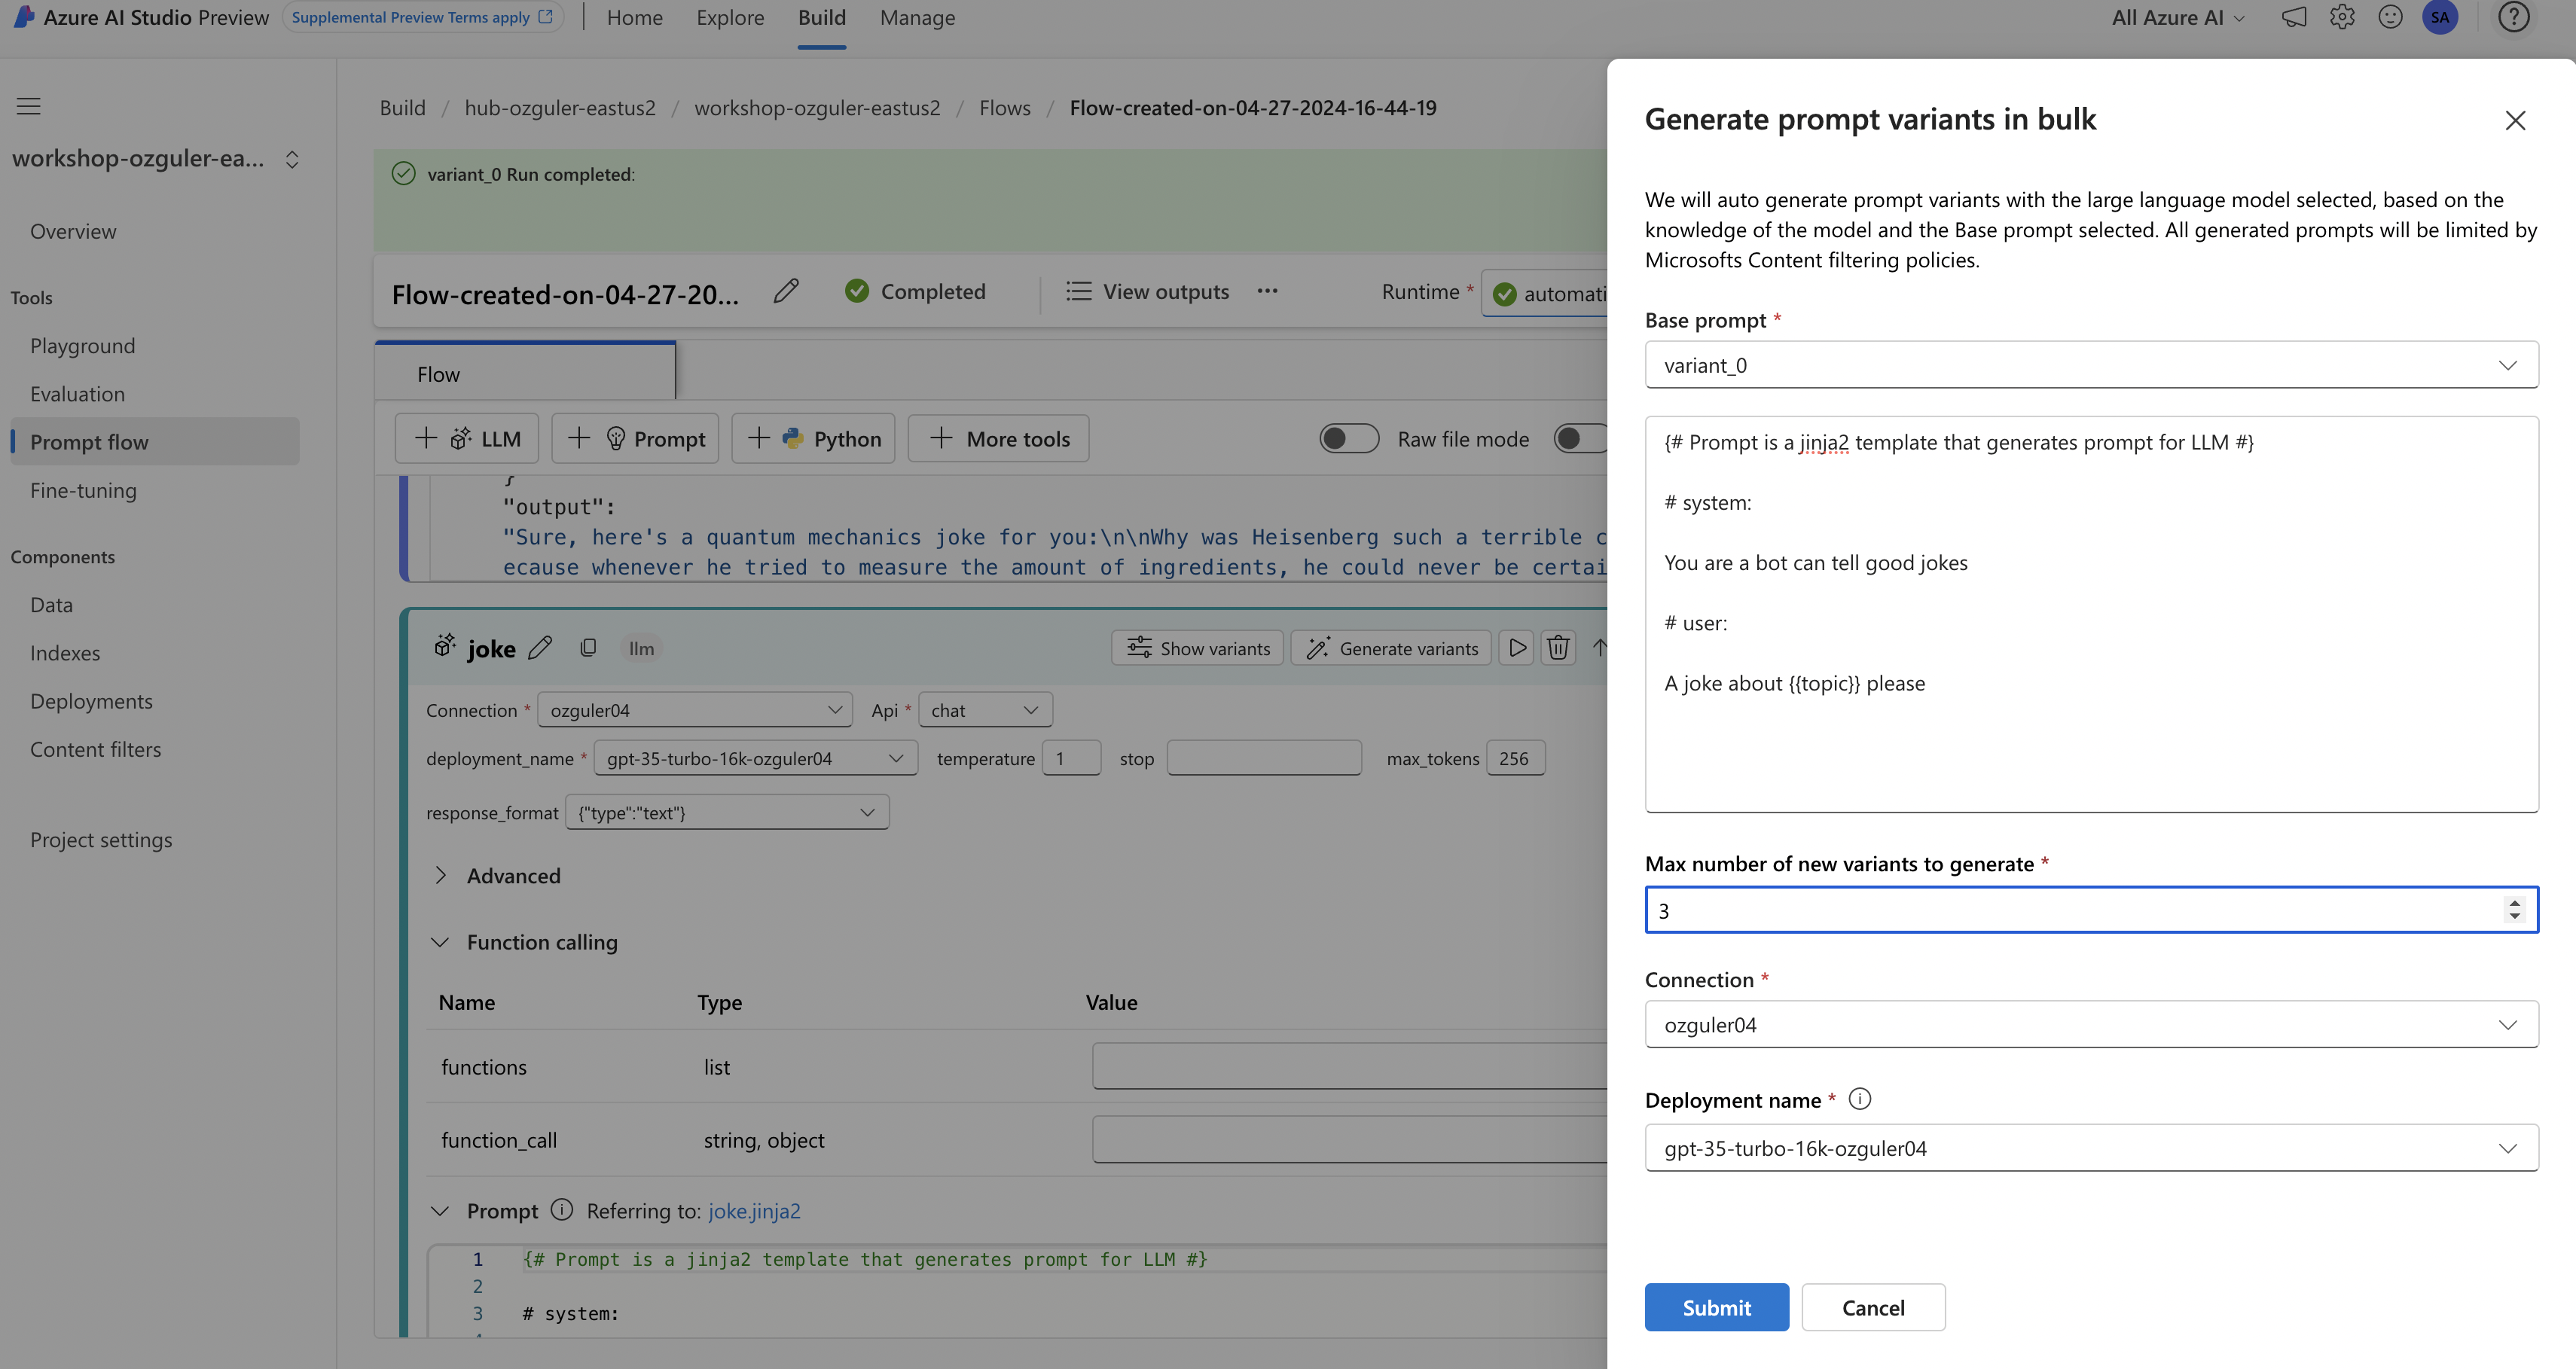 Azure AI Studio Preview
Supplemental Preview Terms apply
Home
Explore
Build
Manage
All Azure AI
SA
workshop-ozguler-ea...
Overview
Tools
Playground
Evaluation
Prompt flow
Fine-tuning
Components
Data
Indexes
Deployments
Content filters
Project settings
Build / hub-ozguler-eastus2 / workshop-ozguler-eastus2 / Flows / Flow-created-on-04-27-2024-16-44-19
variant_0 Run completed:
Flow-created-on-04-27-20...
Completed
View outputs
Runtime *
automati
Flow
LLM
Prompt
Python
More tools
Raw file mode
}
"output":
"Sure, here's a quantum mechanics joke for you:\n\nWhy was Heisenberg such a terrible c
ecause whenever he tried to measure the amount of ingredients, he could never be certai
joke
llm
Show variants
Generate variants
Connection *
ozguler04
Api *
chat
deployment_name *
gpt-35-turbo-16k-ozguler04
temperature
1
stop
max_tokens
256
response_format
{"type":"text"}
Advanced
Function calling
Name
Type
Value
functions
list
function_call
string, object
Prompt
Referring to: joke.jinja2
1 {# Prompt is a jinja2 template that generates prompt for LLM #}
2
3 # system:
Generate prompt variants in bulk
We will auto generate prompt variants with the large language model selected, based on the
knowledge of the model and the Base prompt selected. All generated prompts will be limited by
Microsofts Content filtering policies.
Base prompt *
variant_0
{# Prompt is a jinja2 template that generates prompt for LLM #}
# system:
You are a bot can tell good jokes
# user:
A joke about {{topic}} please
Max number of new variants to generate *
3
Connection *
ozguler04
Deployment name *
gpt-35-turbo-16k-ozguler04
Submit
Cancel